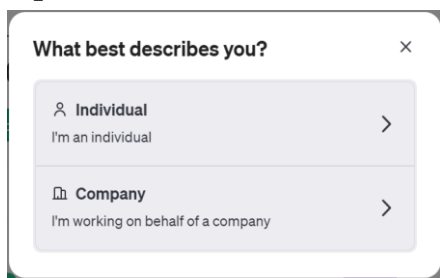 What best describes you?
Individual
I'm an individual
Company
I'm working on behalf of a company